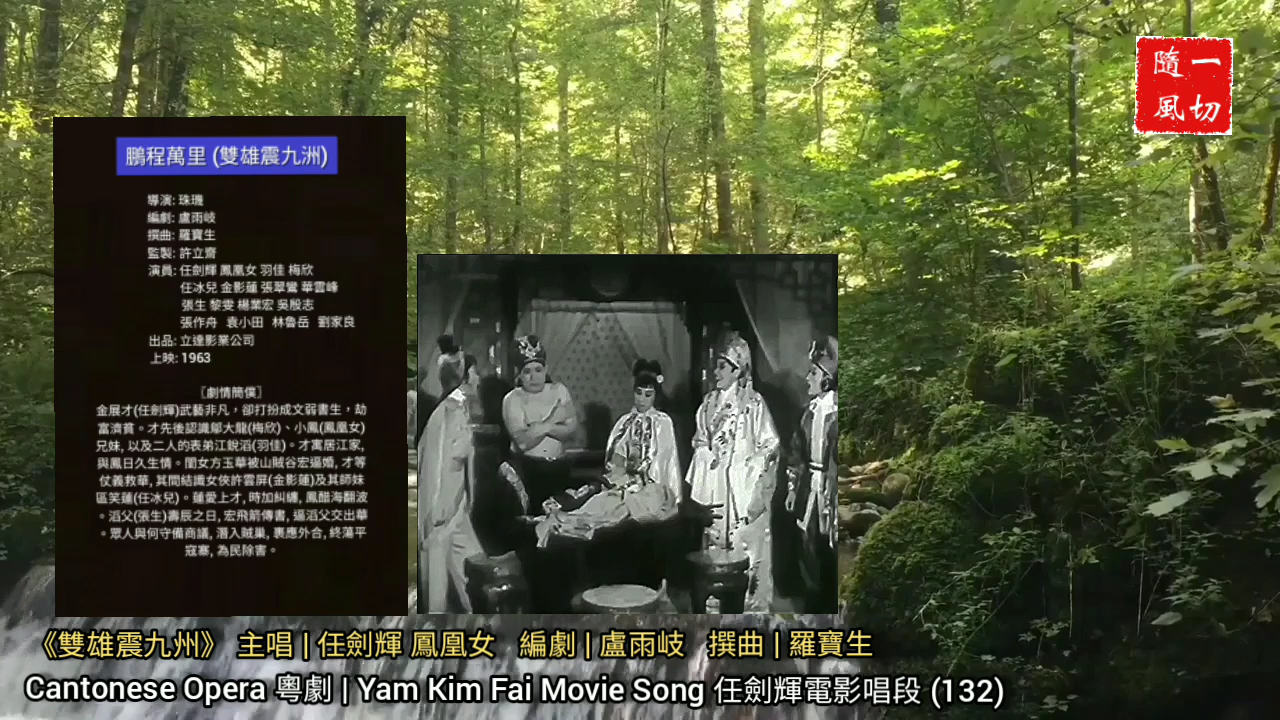 一切
隨風
鵬程萬里 (雙雄震九洲)
導演: 珠璣
編劇: 盧雨岐
撰曲: 羅寶生
監製: 許立齋
演員: 任劍輝 鳳凰女 羽佳 梅欣
任冰兒 金影蓮 張翠鸞 華雲峰
張生 黎雯 楊業宏 吳殷志
張作舟 袁小田 林魯岳 劉家良
出品: 立達影業公司
上映: 1963
〖劇情簡僕〗
金展才(任劍輝)武藝非凡，卻打扮成文弱書生，劫
富濟貧。才先後認識鄔大龍(梅欣)、小鳳(鳳凰女)
兄妹, 以及二人的表弟江銳滔(羽佳)。才寓居江家,
與鳳日久生情。閨女方玉華被山賊谷宏逼婚, 才等
仗義救華, 其間結識女俠許雲屏(金影蓮)及其師妹
區笑蓮(任冰兒)。蓮愛上才, 時加糾纏, 鳳醋海翻波
。滔父(張生)壽辰之日, 宏飛箭傳書, 逼滔父交出華
。眾人與何守備商議, 潛入賊巢, 裏應外合, 終蕩平
寇寨, 為民除害。
《雙雄震九州》 主唱 | 任劍輝 鳳凰女 編劇 | 盧雨岐 撰曲 | 羅寶生
Cantonese Opera 粵劇 | Yam Kim Fai Movie Song 任劍輝電影唱段 (132)